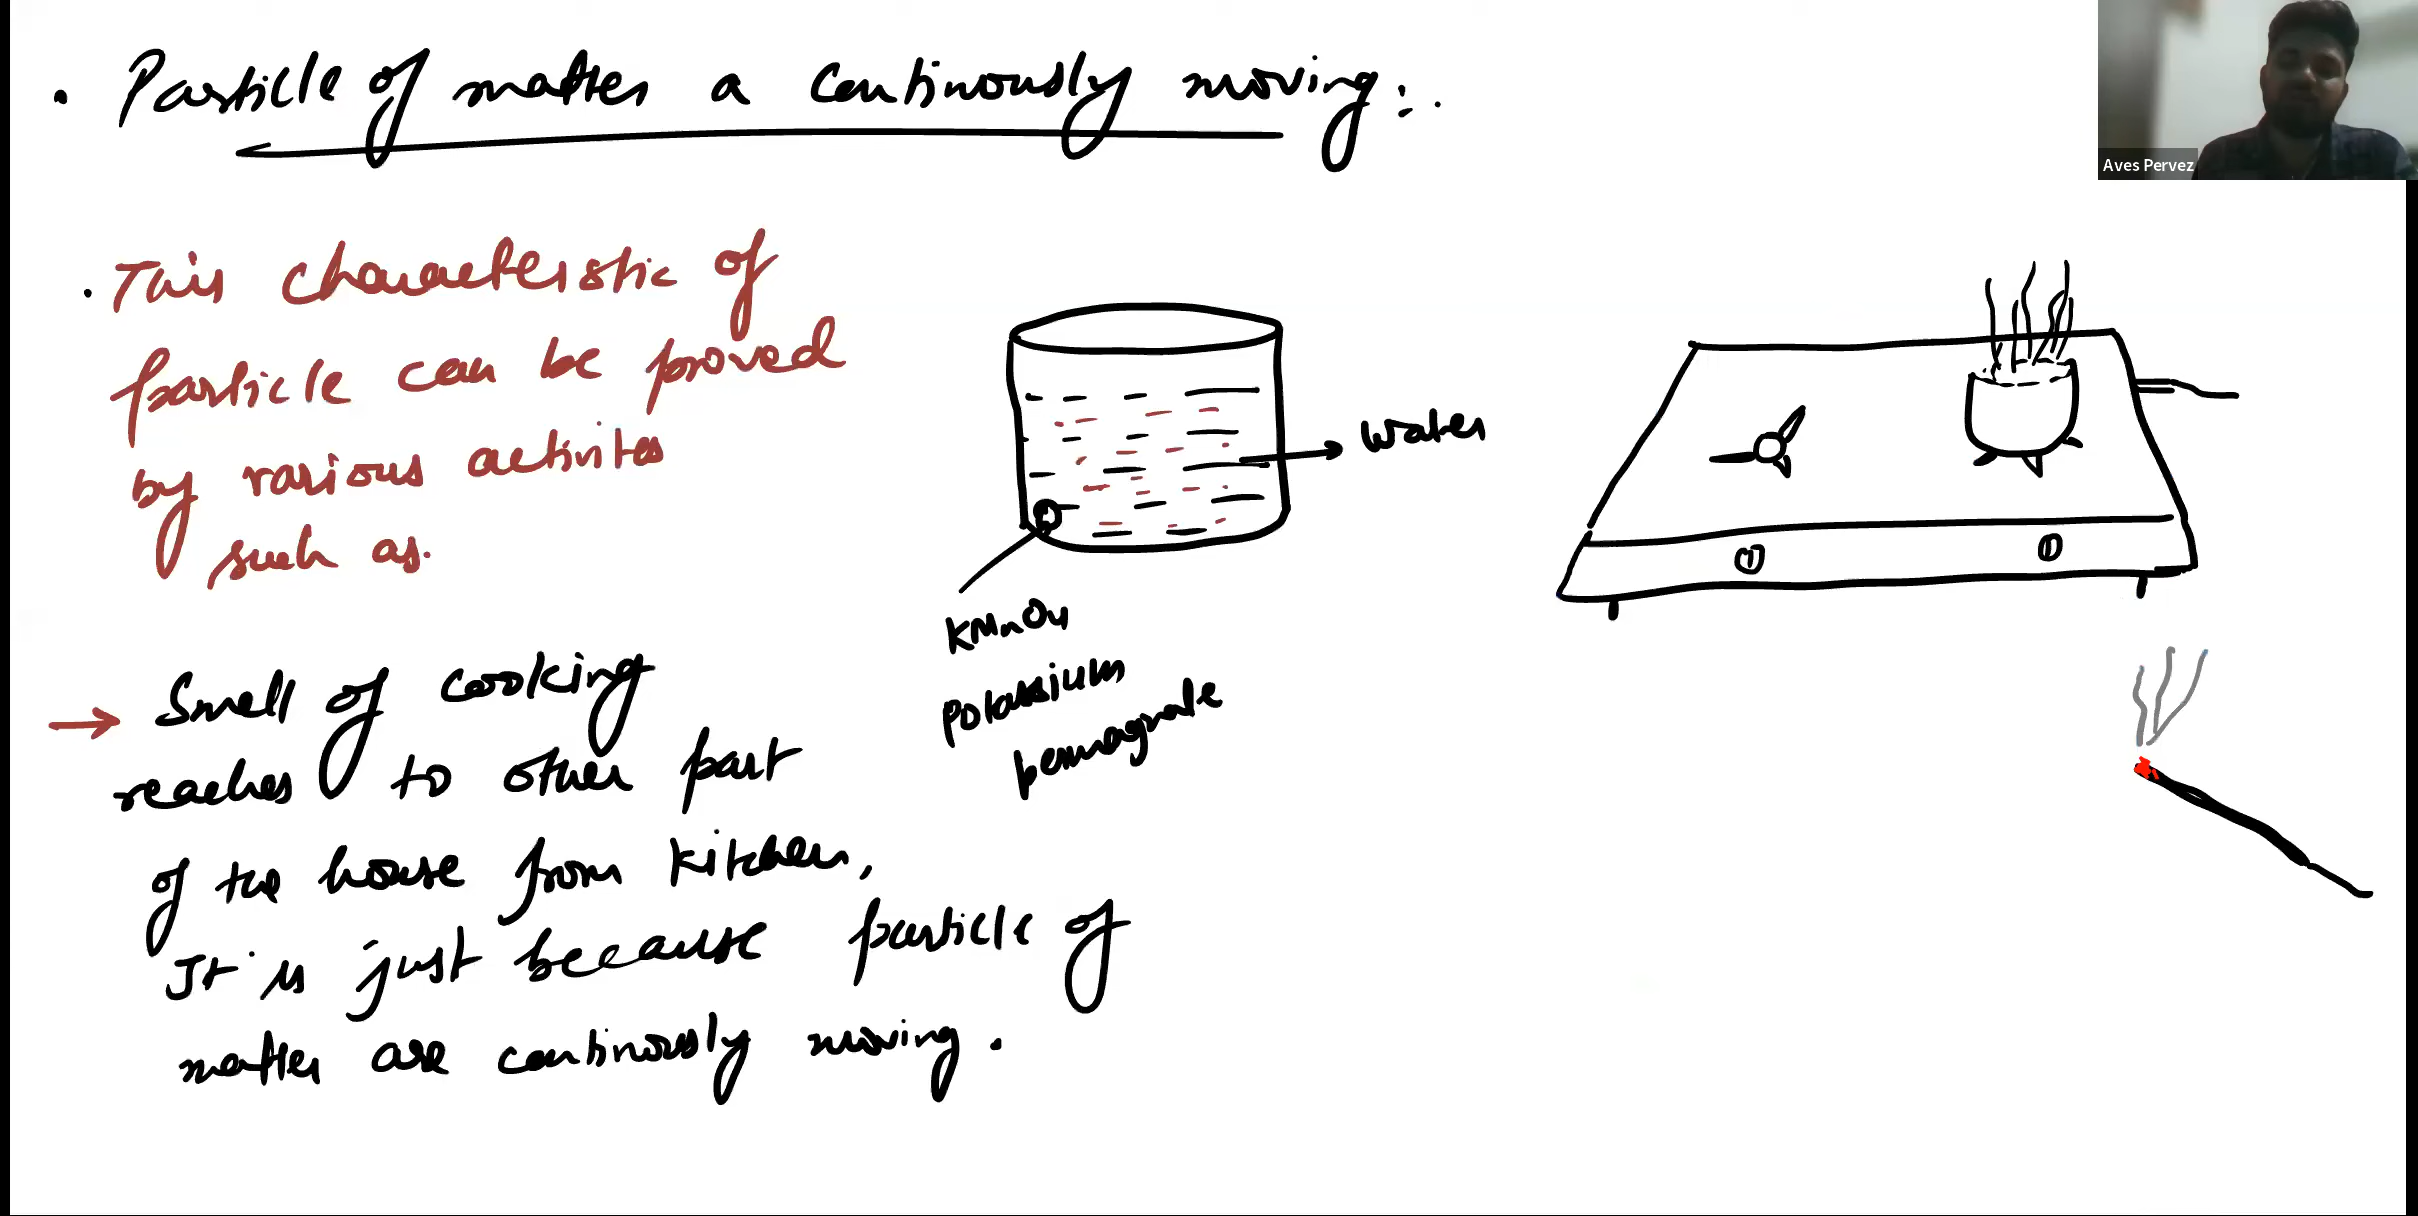 . Particle of matter a continously moving :.
Aves Pervez
. This characteristic of
particle can be proved
by various activites
such as.
Water
KMnO4
potassium
permagnate
→ Smell of cooking
reaches to other part
of the house from kitchen,
It is just because particle of
matter are continously moving.